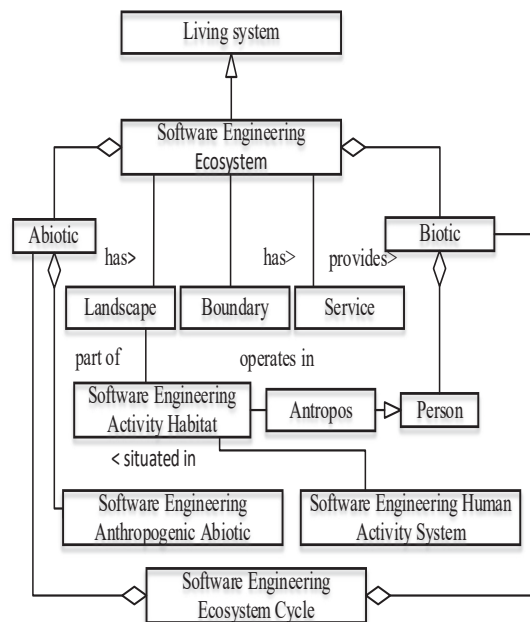 Living system
Software Engineering
Ecosystem
Abiotic
Biotic
has>
has>
provides>
Landscape
Boundary
Service
part of
operates in
Software Engineering
Activity Habitat
Antropos
Person
< situated in
Software Engineering
Anthropogenic Abiotic
Software Engineering Human
Activity System
Software Engineering
Ecosystem Cycle